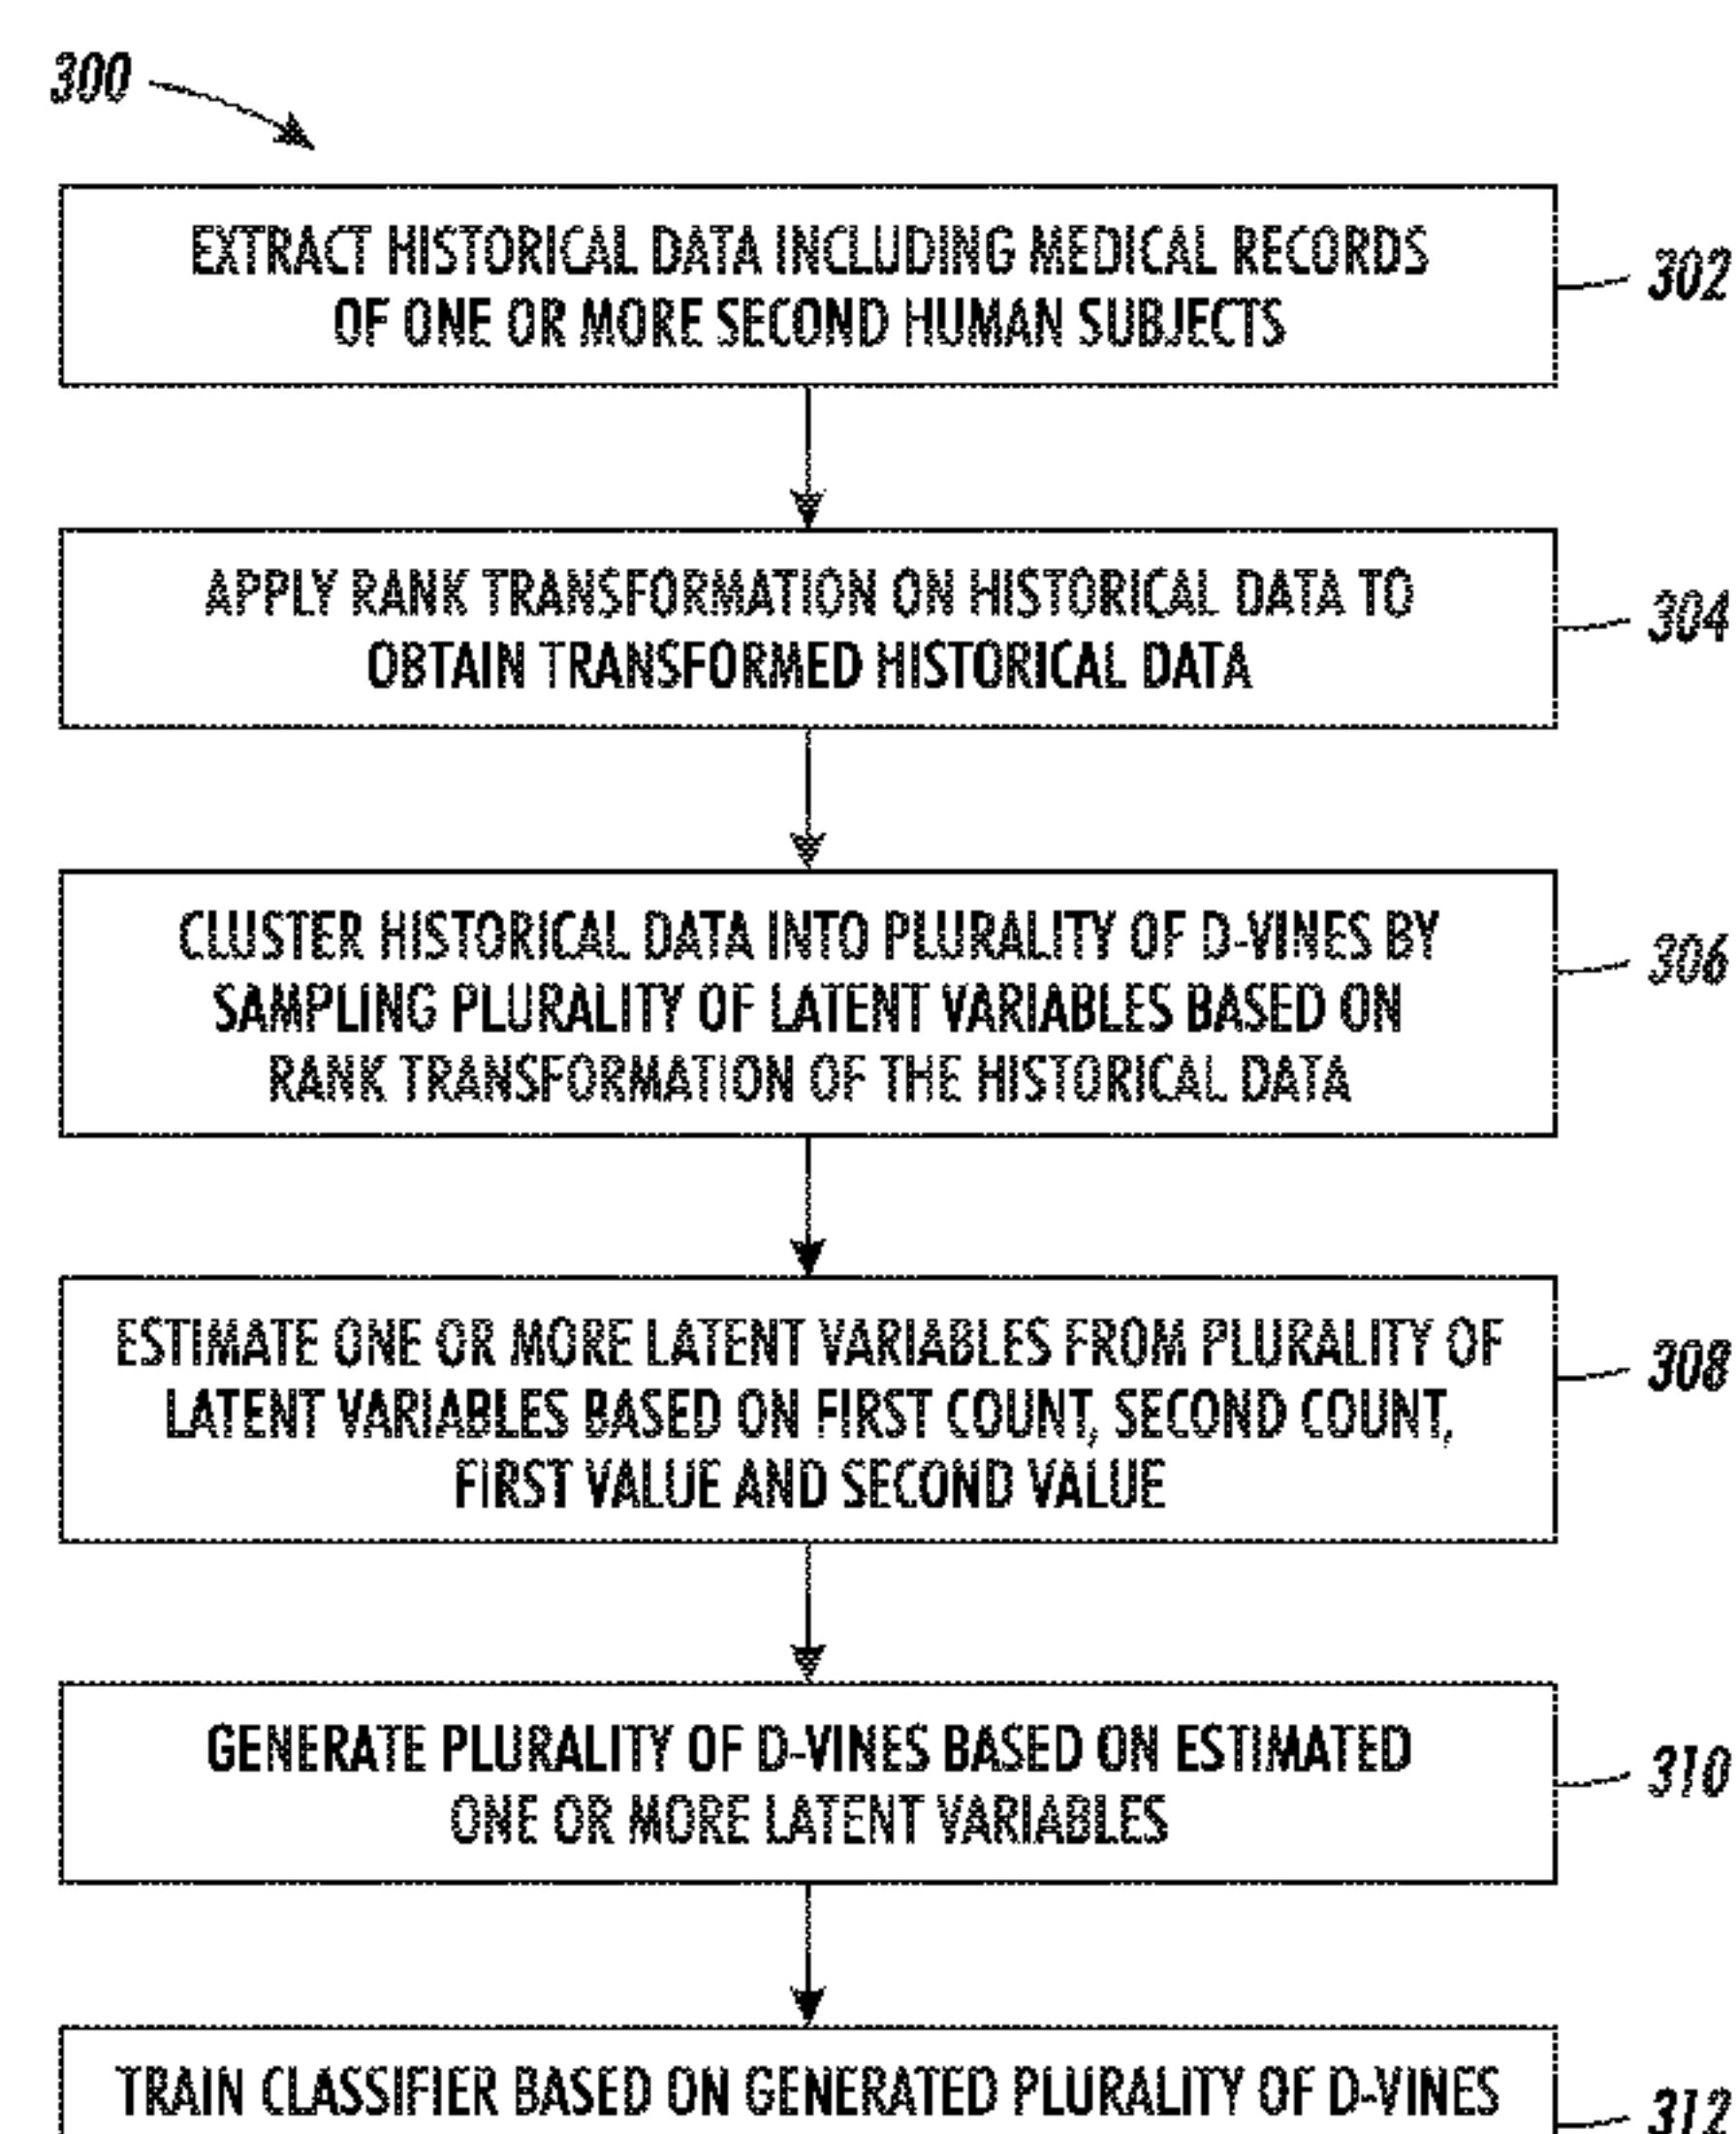 300
EXTRACT HISTORICAL DATA INCLUDING MEDICAL RECORDS
OF ONE OR MORE SECOND HUMAN SUBJECTS
302
APPLY RANK TRANSFORMATION ON HISTORICAL DATA TO
OBTAIN TRANSFORMED HISTORICAL DATA
304
CLUSTER HISTORICAL DATA INTO PLURALITY OF D-VINES BY
SAMPLING PLURALITY OF LATENT VARIABLES BASED ON
RANK TRANSFORMATION OF THE HISTORICAL DATA
306
ESTIMATE ONE OR MORE LATENT VARIABLES FROM PLURALITY OF
LATENT VARIABLES BASED ON FIRST COUNT, SECOND COUNT,
FIRST VALUE AND SECOND VALUE
308
GENERATE PLURALITY OF D-VINES BASED ON ESTIMATED
ONE OR MORE LATENT VARIABLES
310
TRAIN CLASSIFIER BASED ON GENERATED PLURALITY OF D-VINES
312